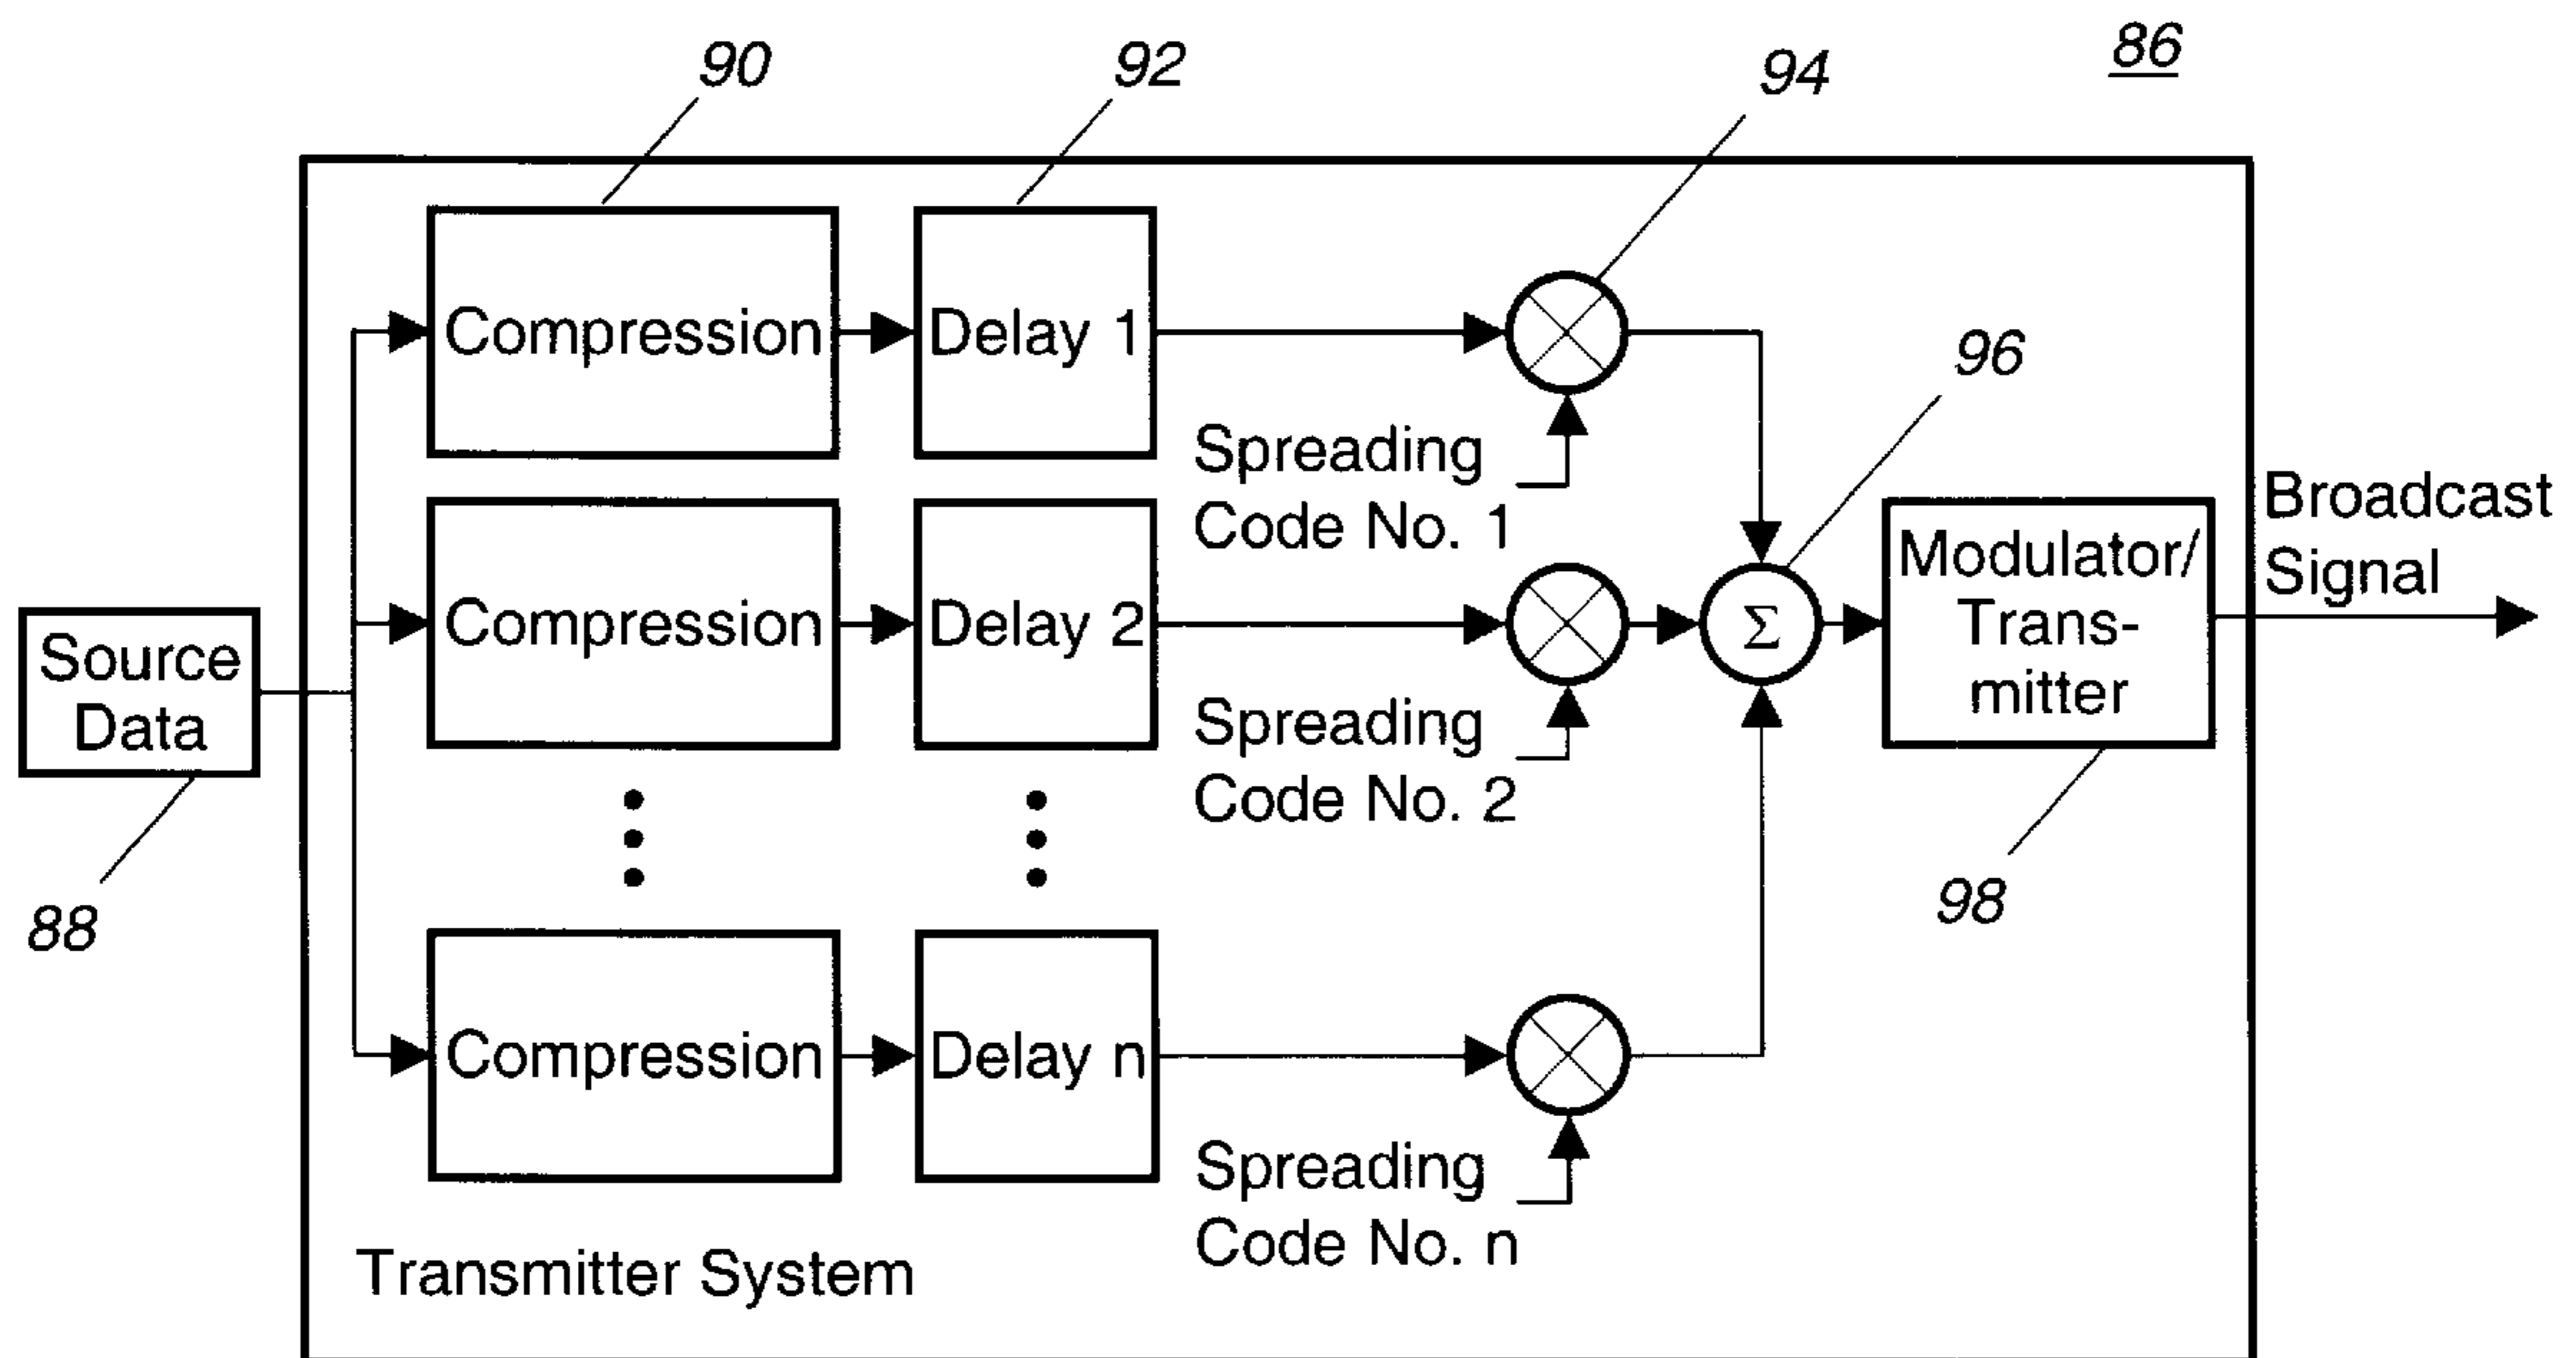 90
92
94
86
Compression
Delay 1
Spreading
Code No. 1
96
Broadcast
Signal
Compression
Delay 2
Σ
Modulator/
Trans-
mitter
Source
Data
Spreading
Code No. 2
88
98
Compression
Delay n
Spreading
Code No. n
Transmitter System